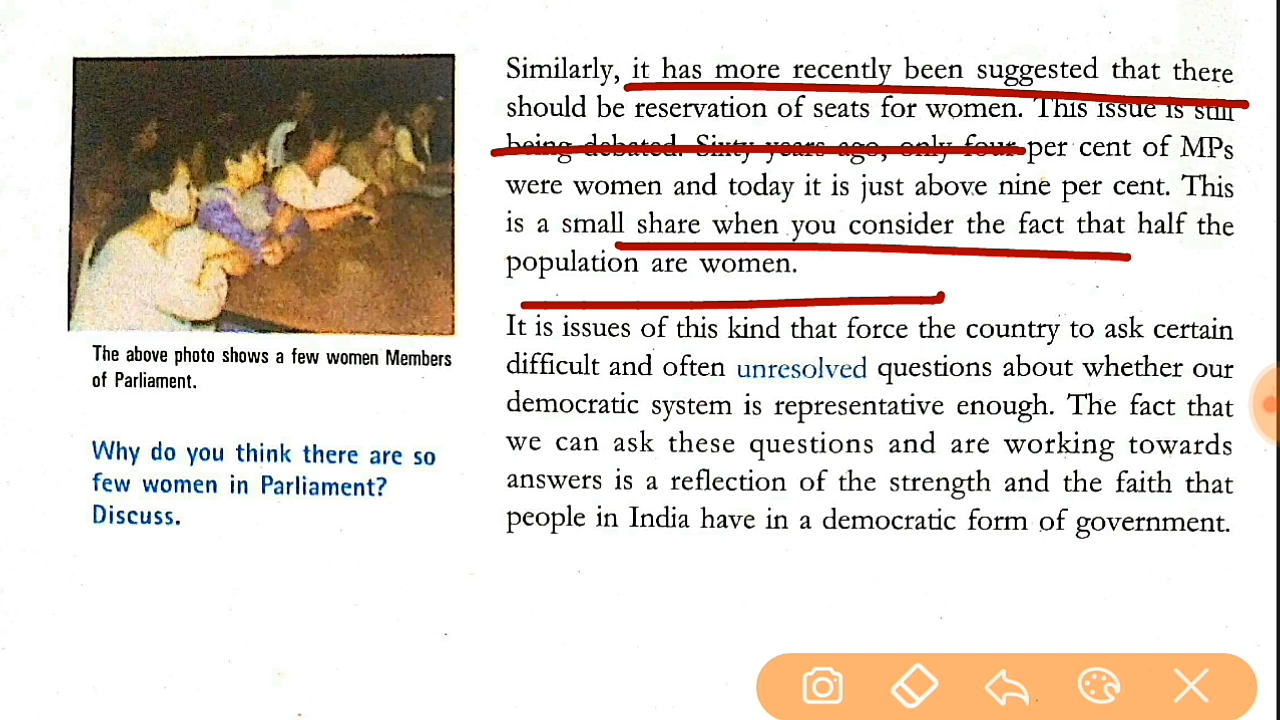 Similarly, it has more recently been suggested that there
should be reservation of seats for women. This issue is still
being debated. Sixty years ago, only four per cent of MPs
were women and today it is just above nine per cent. This
is a small share when you consider the fact that half the
population are women.
It is issues of this kind that force the country to ask certain
difficult and often unresolved questions about whether our
democratic system is representative enough. The fact that
we can ask these questions and are working towards
answers is a reflection of the strength and the faith that
people in India have in a democratic form of government.
The above photo shows a few women Members
of Parliament.
Why do you think there are so
few women in Parliament?
Discuss.